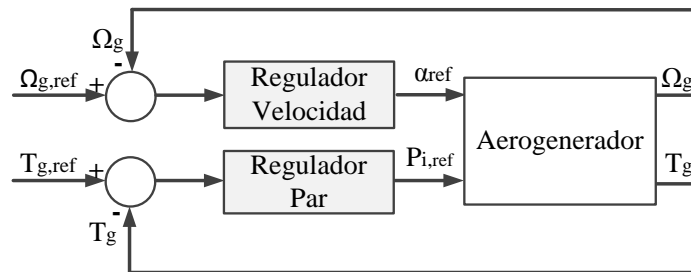 Ωg
-
Ωg,ref
+
Regulador
Velocidad
αref
Ωg
Aerogenerador
Tg,ref
+
Regulador
Par
Pi,ref
Tg
-
Tg